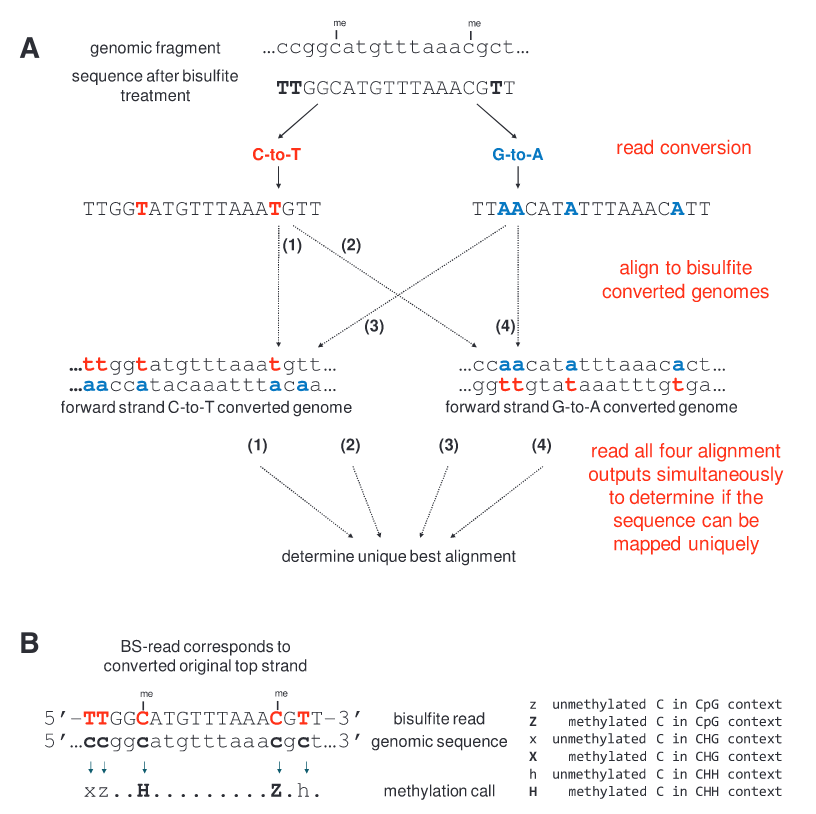 A
me
me
genomic fragment
...ccggcatgtttaaacgct...
sequence after bisulfite
treatment
TTGGCATGTTTAAACGTT
C-to-T
G-to-A
read conversion
TTGGTATGTTTAAATGTT
TTAACATATTTAAACATT
(1)
(2)
(3)
(4)
align to bisulfite
converted genomes
...ttggtatgtttaaatgtt...
...aaccatacaaatttacaa...
forward strand C-to-T converted genome
...ccaacatatttaaacact...
...ggttgtataaatttgtga...
forward strand G-to-A converted genome
(1)
(2)
(3)
(4)
read all four alignment
outputs simultaneously
to determine if the
sequence can be
mapped uniquely
determine unique best alignment
B
BS-read corresponds to
converted original top strand
me
me
5’-TTGGCATGTTTAAACGTT-3’
bisulfite read
5’...ccggcatgtttaaacgct...3’
genomic sequence
xz..H.........Z.h.
methylation call
z unmethylated C in CpG context
Z methylated C in CpG context
x unmethylated C in CHG context
X methylated C in CHG context
h unmethylated C in CHH context
H methylated C in CHH context